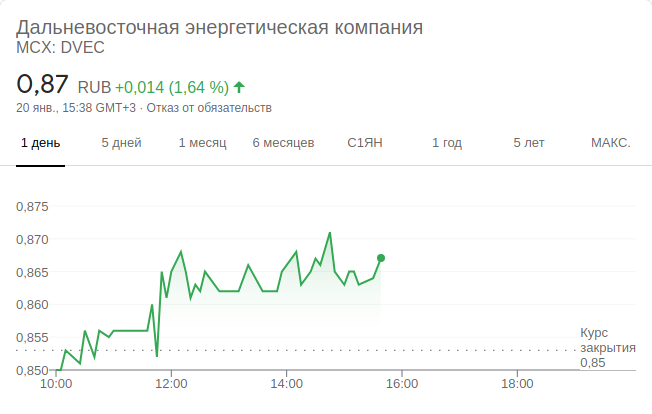 Дальневосточная энергетическая компания
MCX: DVEC
0,87 RUB +0,014 (1,64 %)
20 янв., 15:38 GMT+3 · Отказ от обязательств
1 день 5 дней 1 месяц 6 месяцев С1ЯН 1 год 5 лет МАКС.
0,875
0,870
0,865
0,860
0,855
0,850
Курс
закрытия
0,85
10:00 12:00 14:00 16:00 18:00